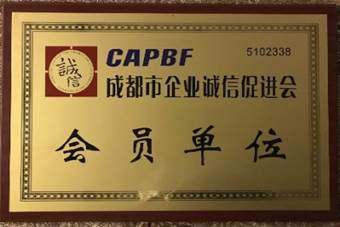 誠信
CAPBF 5102338
成都市企业诚信促进会
会员单位